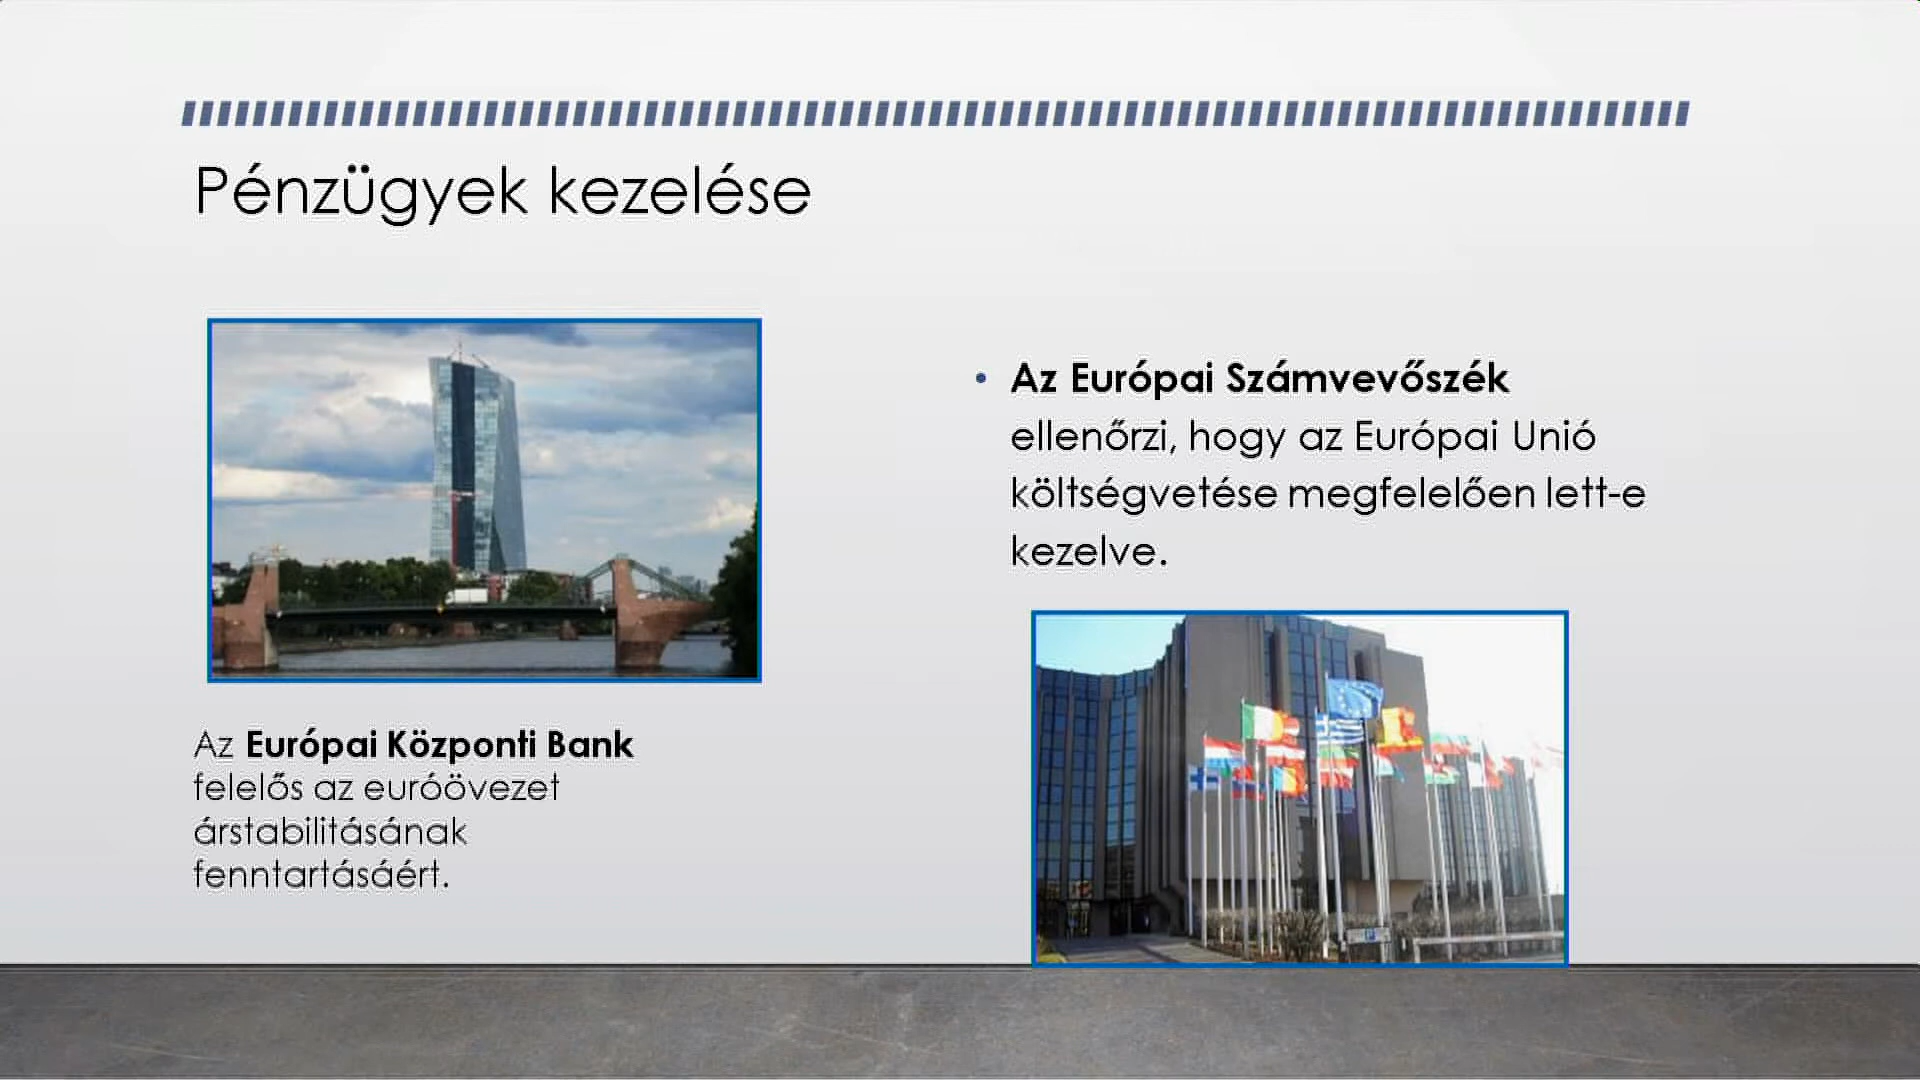 Pénzügyek kezelése
Az Európai Központi Bank
felelős az euróövezet
árstabilitásának
fenntartásáért.
• Az Európai Számvevőszék
ellenőrzi, hogy az Európai Unió
költségvetése megfelelően lett-e
kezelve.